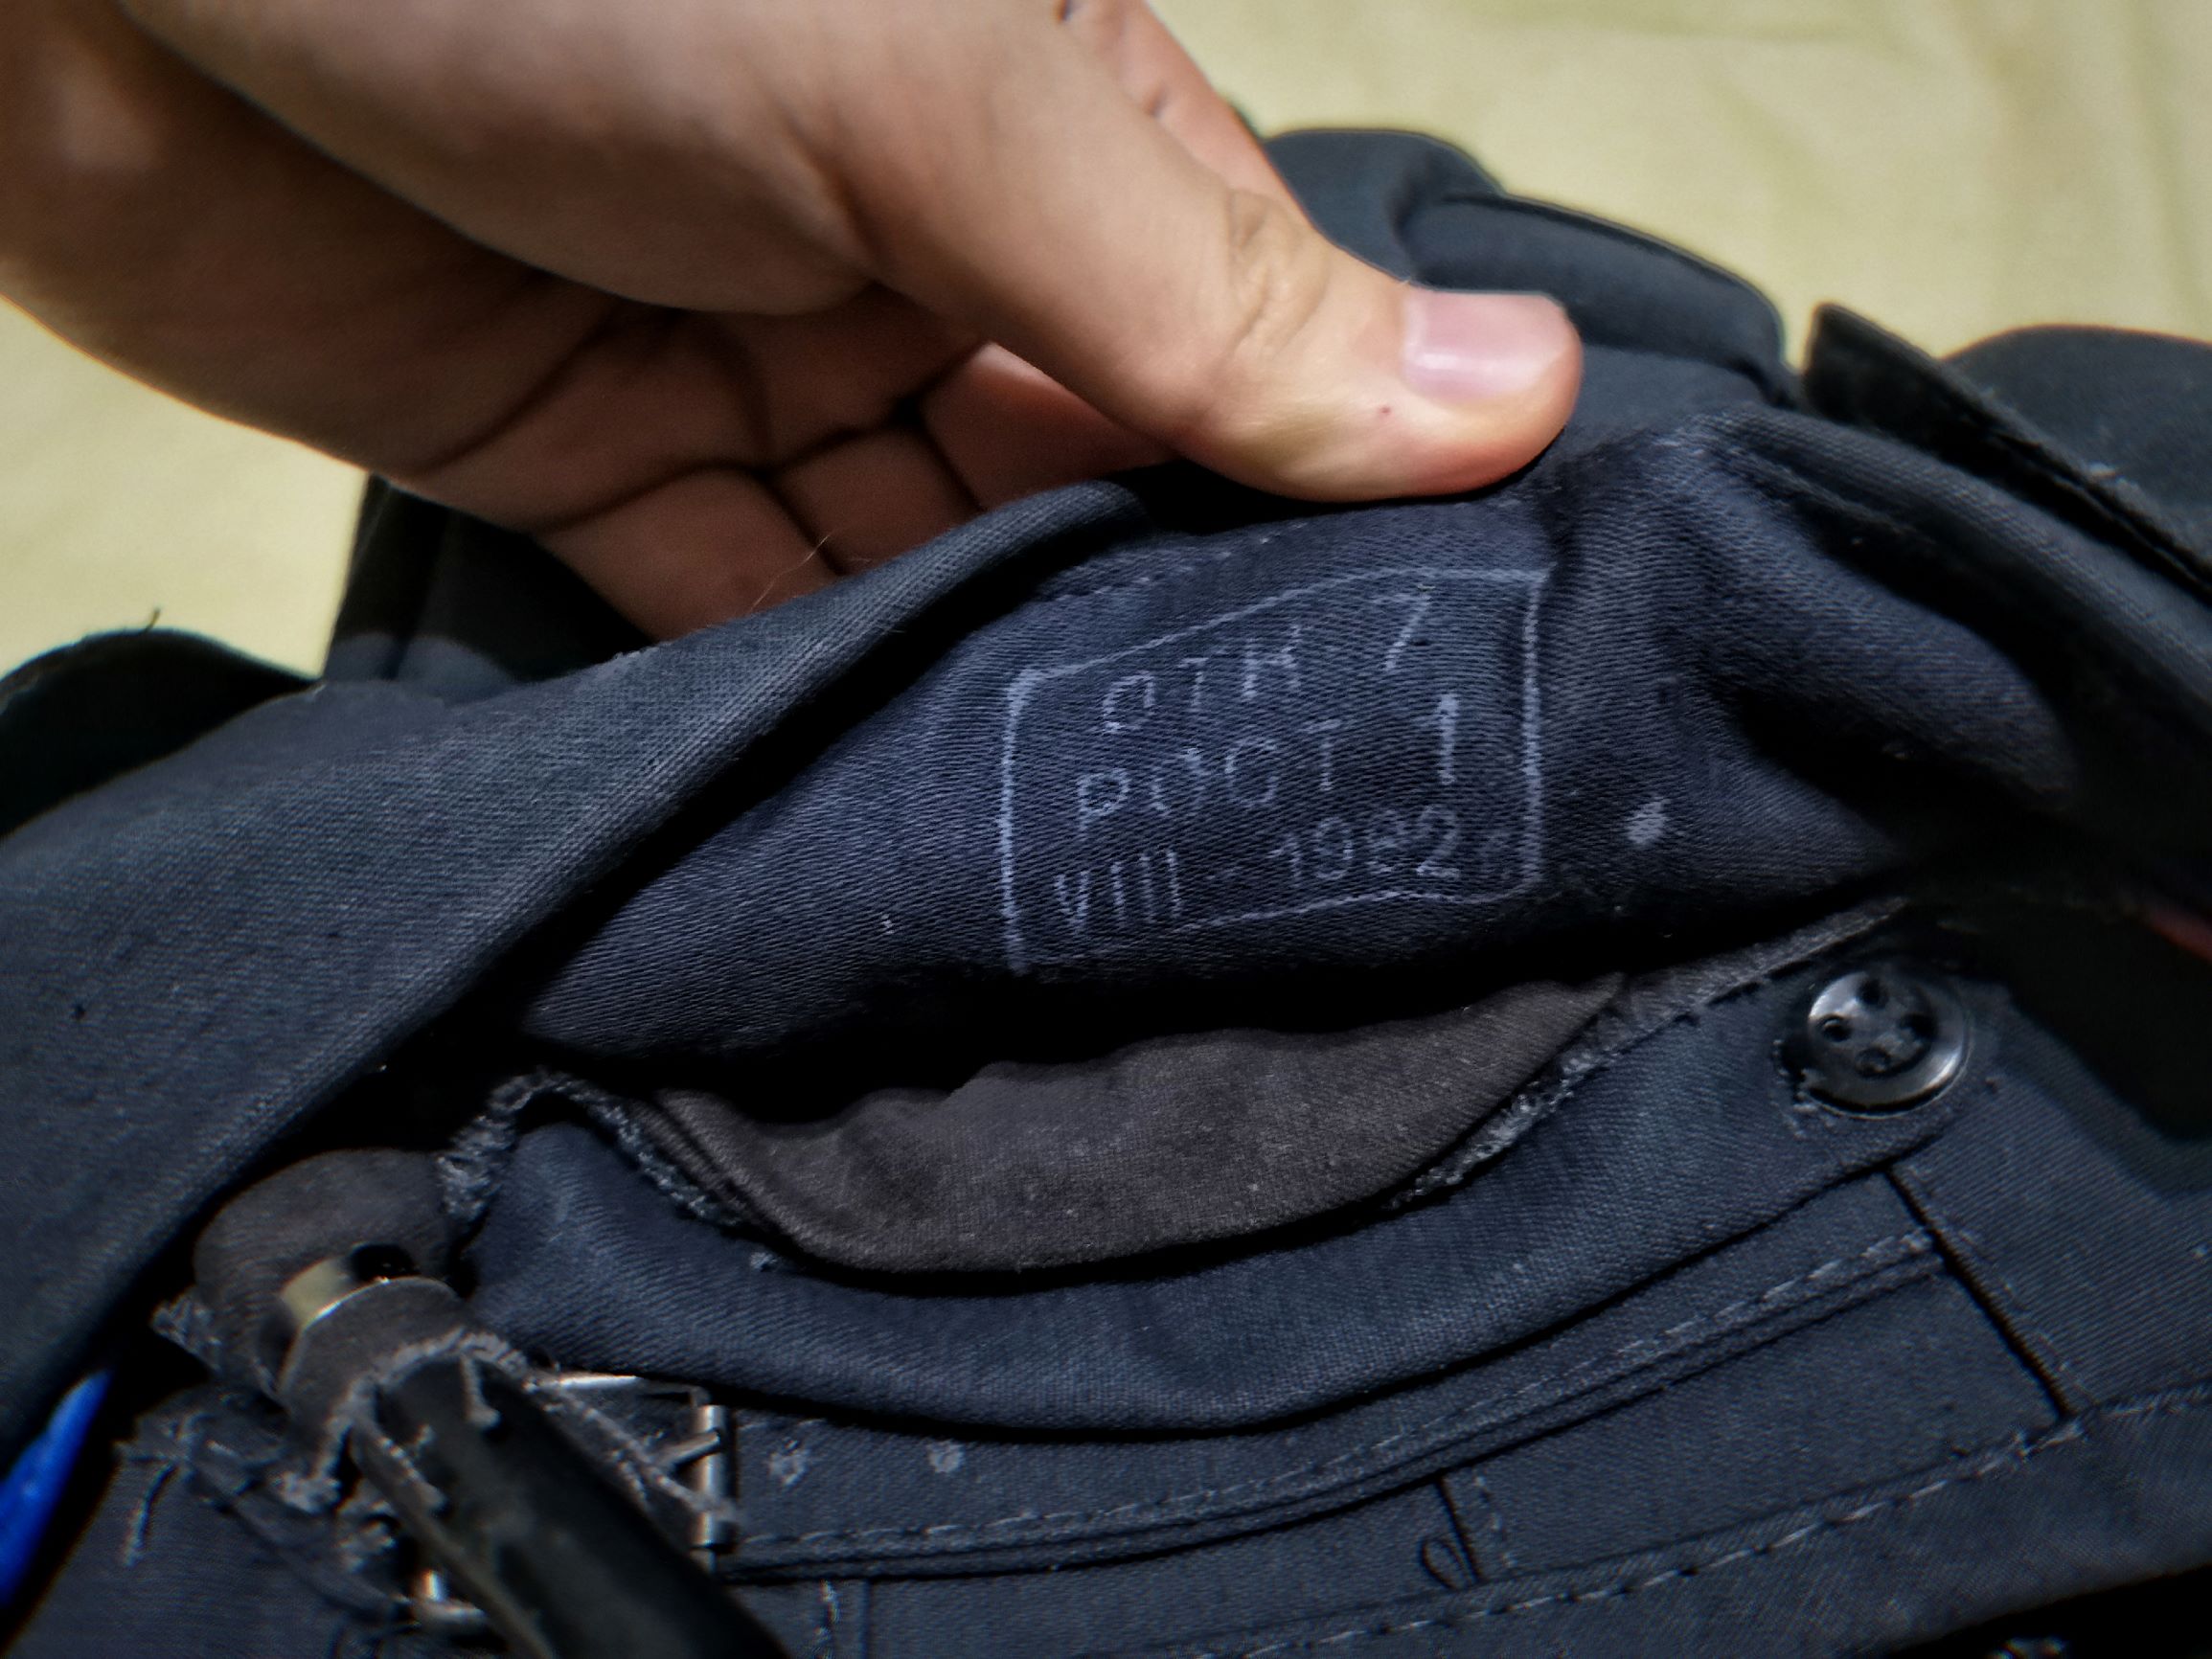 ОТК 7
РОСТ 1
VIII - 1982